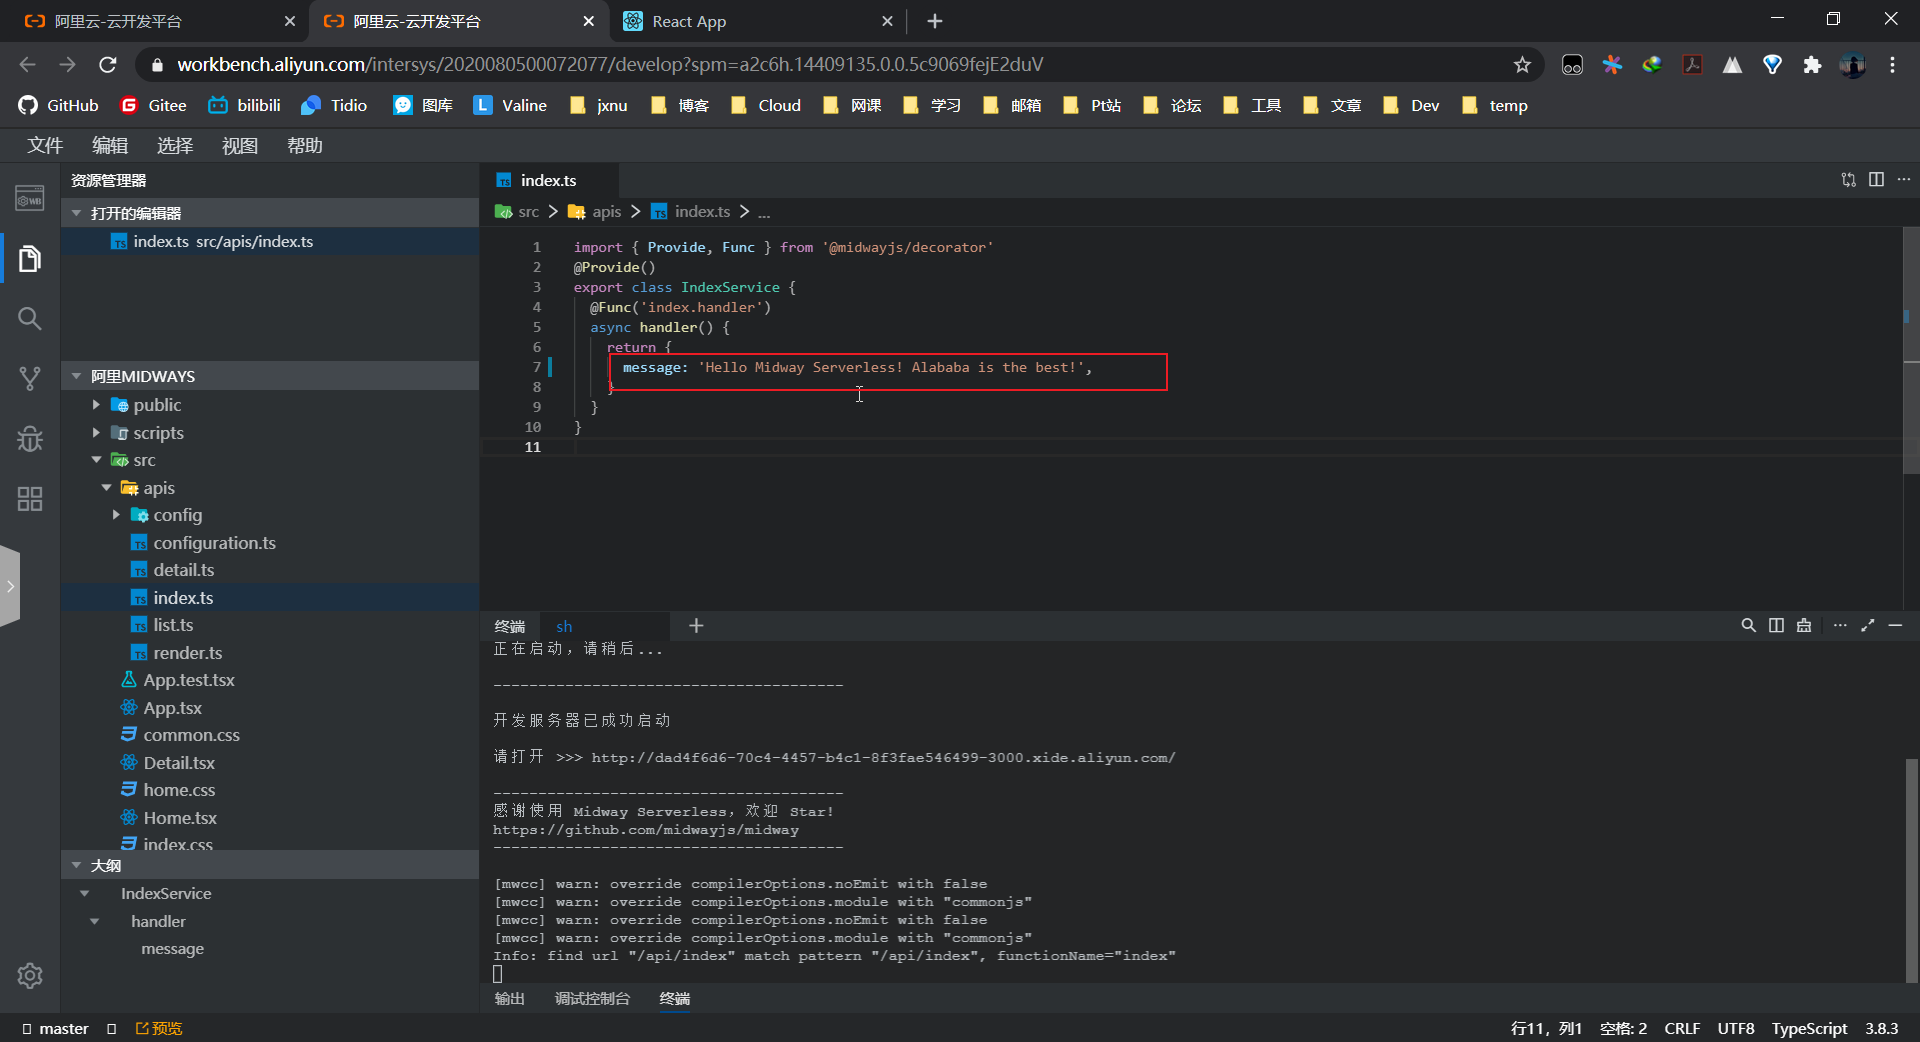 阿里云-云开发平台
阿里云-云开发平台
React App
workbench.aliyun.com/intersys/2020080500072077/develop?spm=a2c6h.14409135.0.0.5c9069fejE2duV
GitHub Gitee bilibili Tidio 图库 Valine jxnu 博客 Cloud 网课 学习 邮箱 Pt站 论坛 工具 文章 Dev temp
文件 编辑 选择 视图 帮助
资源管理器
打开的编辑器
index.ts src/apis/index.ts
阿里MIDWAYS
public
scripts
src
apis
config
configuration.ts
detail.ts
index.ts
list.ts
render.ts
App.test.tsx
App.tsx
common.css
Detail.tsx
home.css
Home.tsx
index.css
大纲
IndexService
handler
message
index.ts
src > apis > index.ts > ...
1 import { Provide, Func } from '@midwayjs/decorator'
2 @Provide()
3 export class IndexService {
4 @Func('index.handler')
5 async handler() {
6 return {
7 message: 'Hello Midway Serverless! Alababa is the best!',
8 }
9 }
10 }
11
终端 sh
正在启动，请稍后...
---------------------------------------
开发服务器已成功启动
请打开 >>> http://dad4f6d6-70c4-4457-b4c1-8f3fae546499-3000.xide.aliyun.com/
---------------------------------------
感谢使用 Midway Serverless，欢迎 Star!
https://github.com/midwayjs/midway
---------------------------------------
[mwcc] warn: override compilerOptions.noEmit with false
[mwcc] warn: override compilerOptions.module with "commonjs"
[mwcc] warn: override compilerOptions.noEmit with false
[mwcc] warn: override compilerOptions.module with "commonjs"
Info: find url "/api/index" match pattern "/api/index", functionName="index"
输出 调试控制台 终端
master 预览 行11，列1 空格: 2 CRLF UTF8 TypeScript 3.8.3